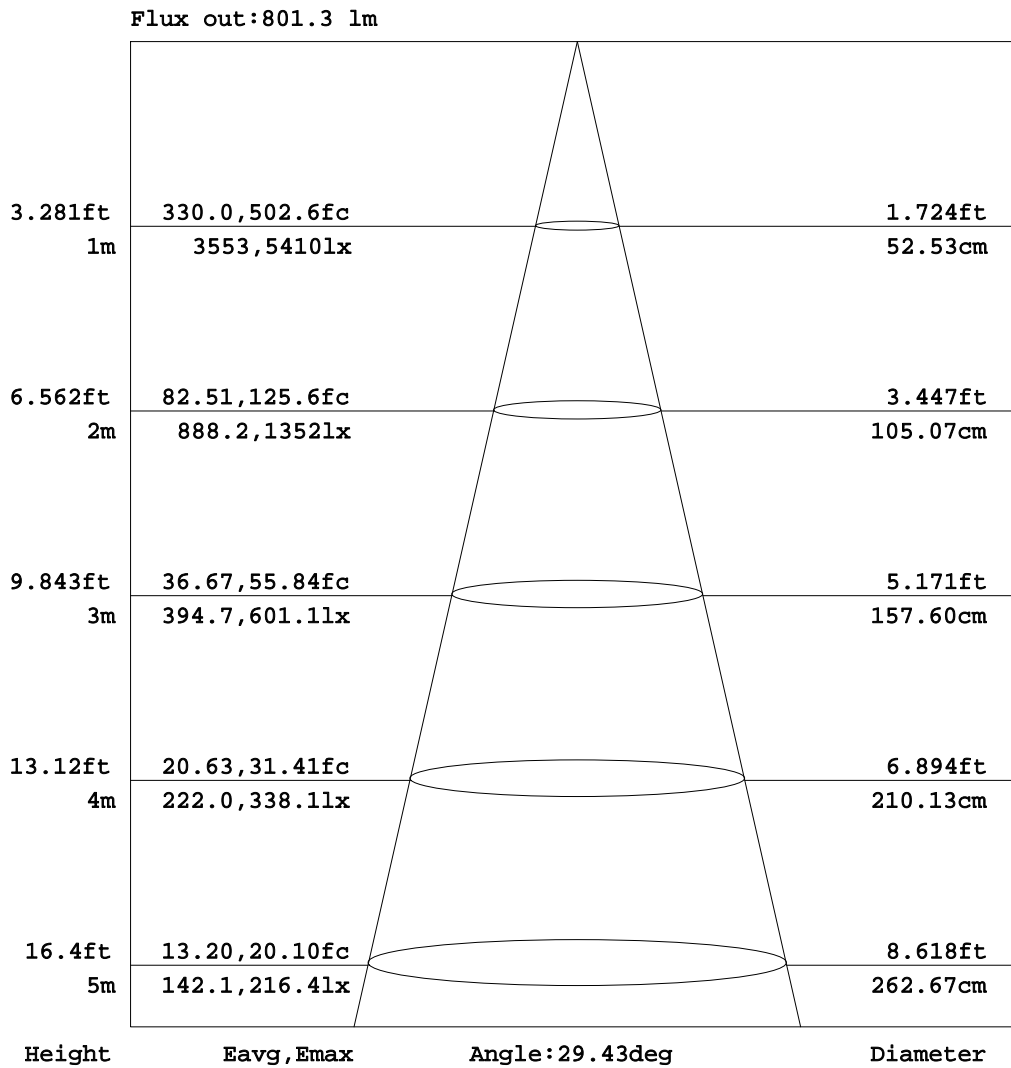 Flux out:801.3 lm
3.281ft 330.0,502.6fc 1.724ft
1m 3553,5410lx 52.53cm
6.562ft 82.51,125.6fc 3.447ft
2m 888.2,1352lx 105.07cm
9.843ft 36.67,55.84fc 5.171ft
3m 394.7,601.1lx 157.60cm
13.12ft 20.63,31.41fc 6.894ft
4m 222.0,338.1lx 210.13cm
16.4ft 13.20,20.10fc 8.618ft
5m 142.1,216.4lx 262.67cm
Height Eavg,Emax Angle:29.43deg Diameter